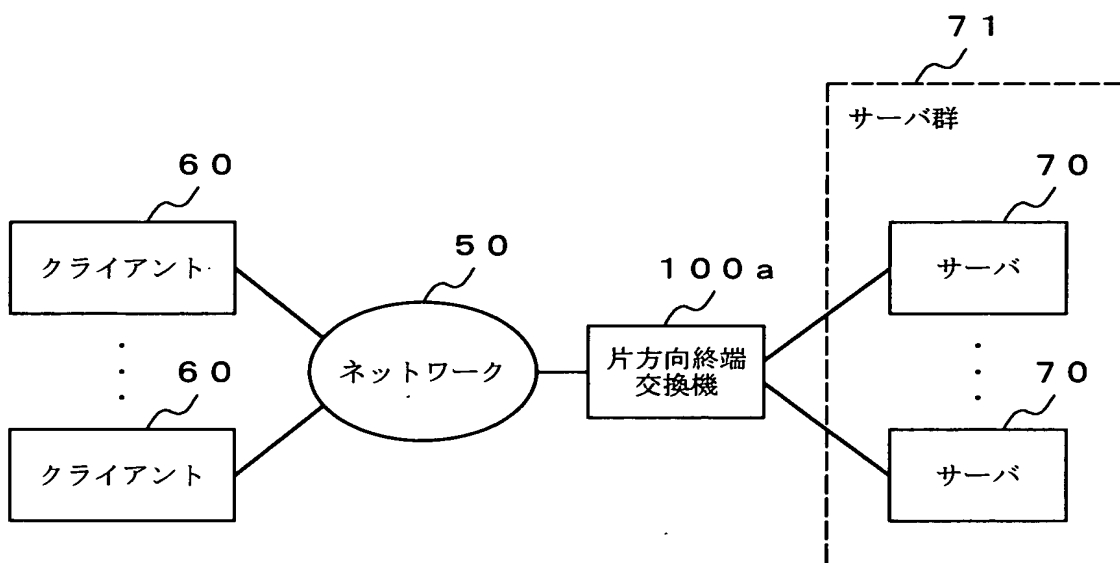 ７１
サーバ群
６０
７０
クライアント
５０
サーバ
１００a
ネットワーク
片方向終端
交換機
６０
７０
クライアント
サーバ